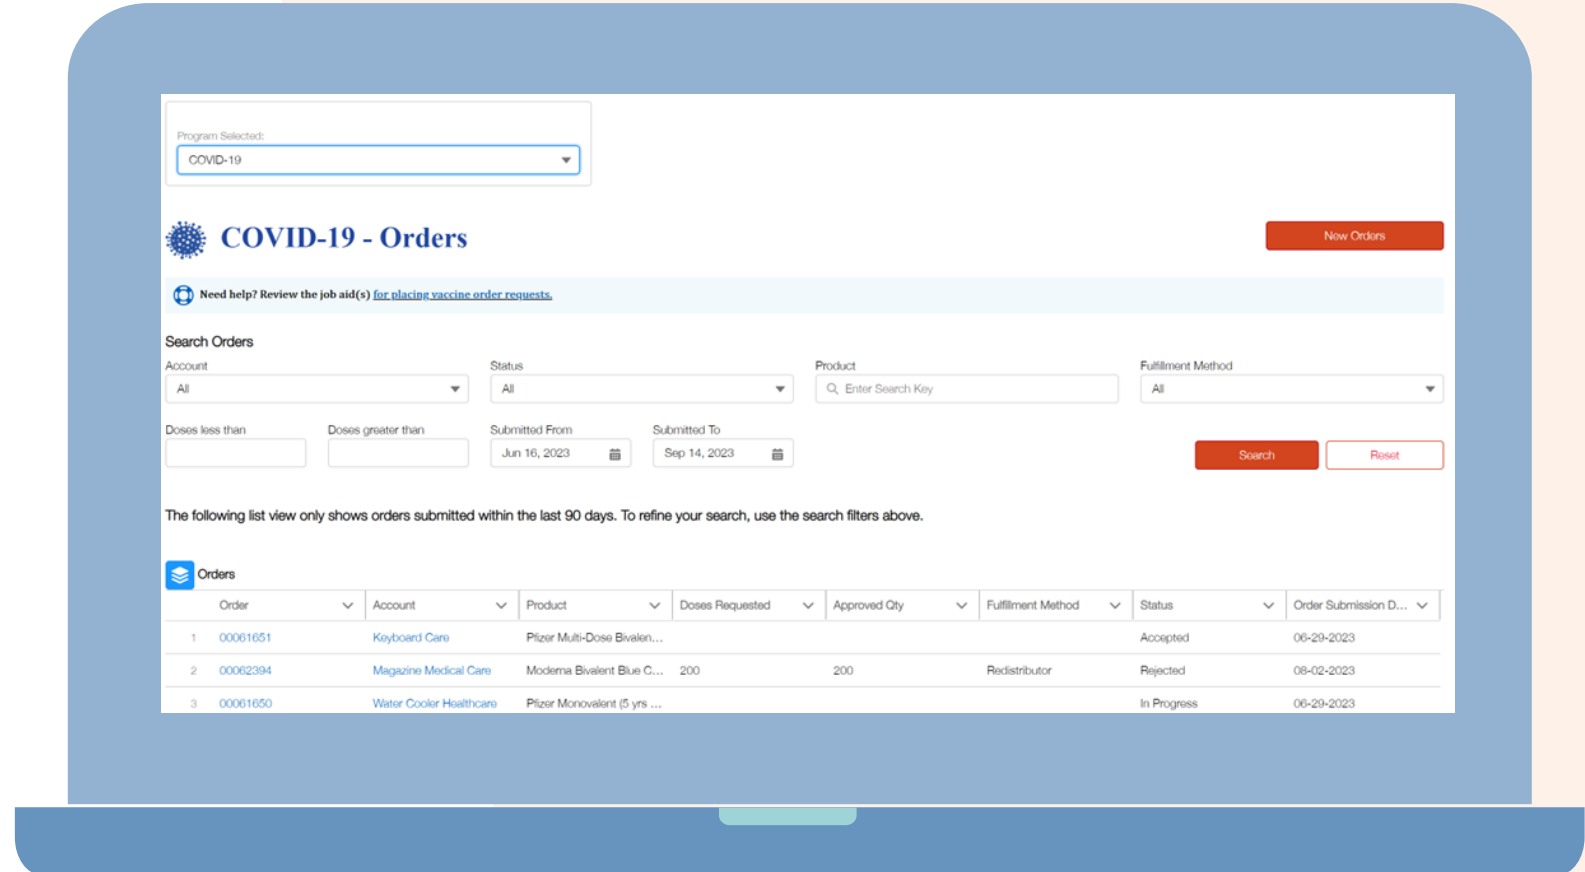 Program Selected:
COVID-19
COVID-19 - Orders
New Orders
Need help? Review the job aid(s) for placing vaccine order requests.
Search Orders
Account Status Product Fulfillment Method
All All Enter Search Key All
Doses less than Doses greater than Submitted From Submitted To
Jun 16, 2023 Sep 14, 2023 Search Reset
The following list view only shows orders submitted within the last 90 days. To refine your search, use the search filters above.
Orders
Order Account Product Doses Requested Approved Qty Fulfillment Method Status Order Submission D...
1 00061651 Keyboard Care Pfizer Multi-Dose Bivalen... Accepted 06-29-2023
2 00062394 Magazine Medical Care Moderna Bivalent Blue C... 200 200 Redistributor Rejected 08-02-2023
3 00061650 Water Cooler Healthcare Pfizer Monovalent (5 yrs ... In Progress 06-29-2023